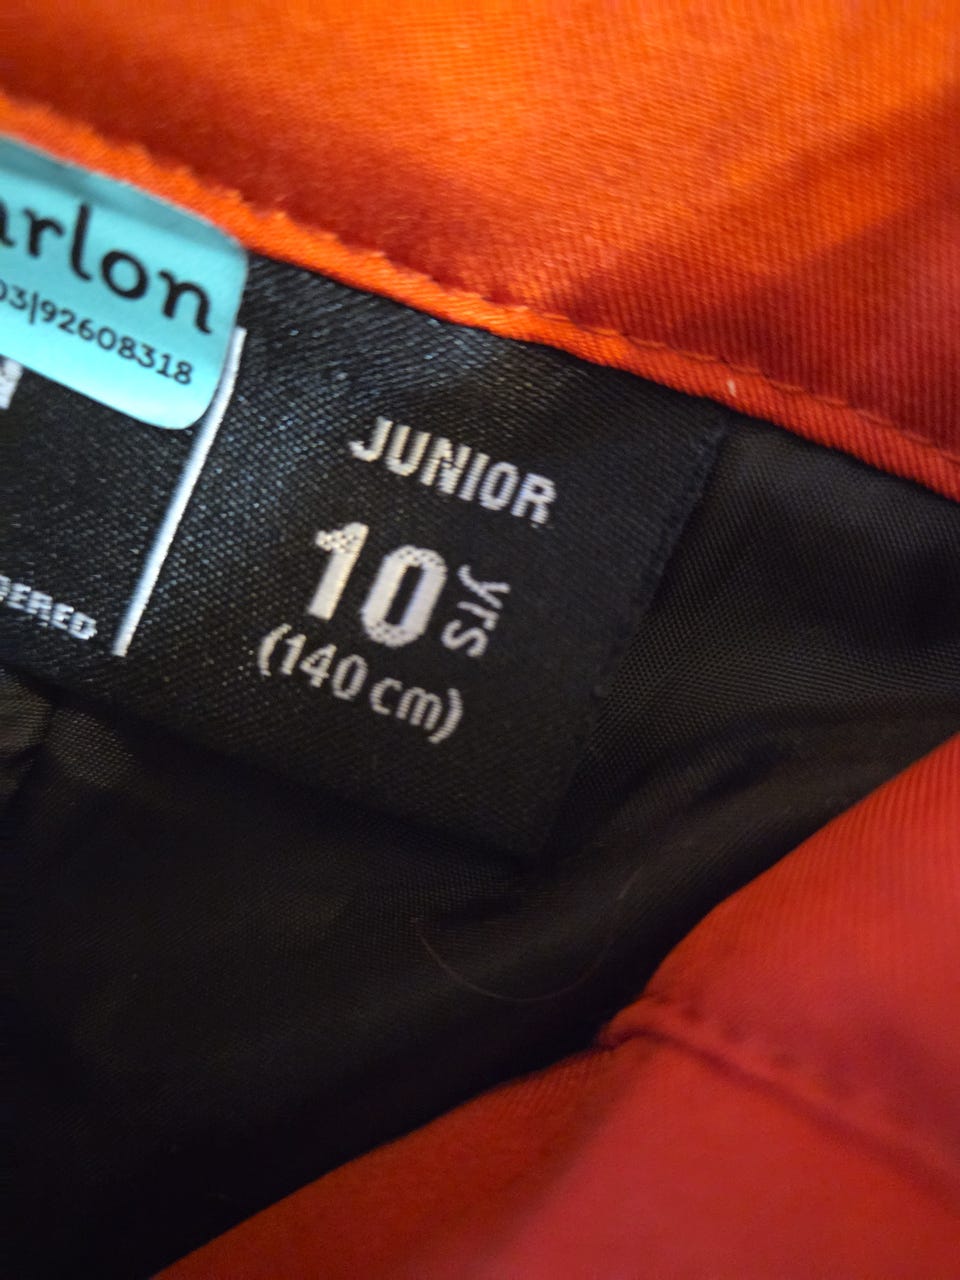 arlon
03|92608318
DERED
JUNIOR
10 yrs
(140 cm)